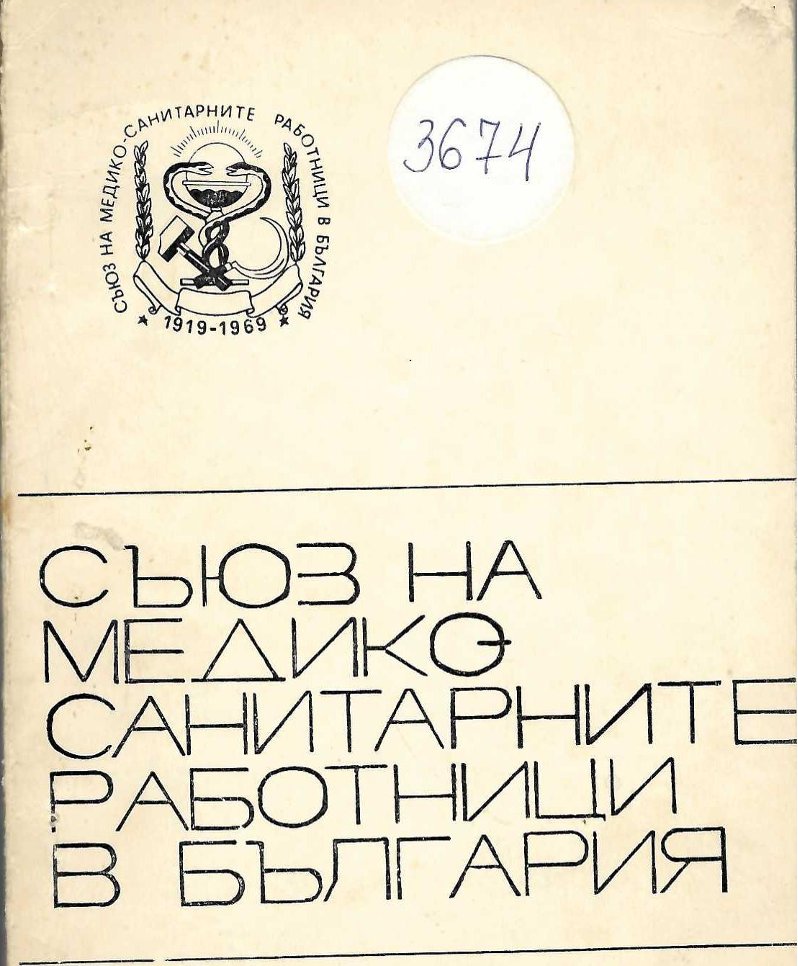 СЪЮЗ НА МЕДИКО-САНИТАРНИТЕ РАБОТНИЦИ В БЪЛГАРИЯ
★ 1919-1969 ★
3674
СЪЮЗ НА
МЕДИКО-
САНИТАРНИТЕ
РАБОТНИЦИ
В БЪЛГАРИЯ